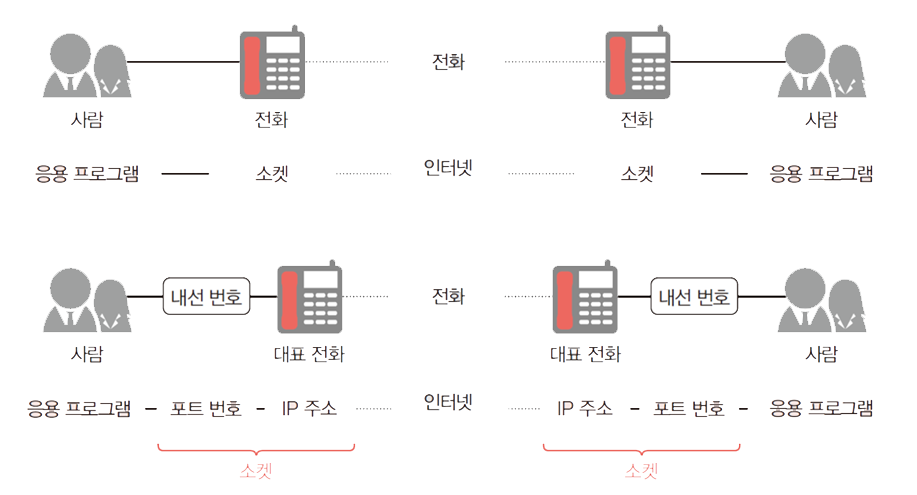 전화
사람 전화 전화 사람
응용 프로그램 소켓 인터넷 소켓 응용 프로그램
내선 번호 전화 내선 번호
사람 대표 전화 대표 전화 사람
응용 프로그램 - 포트 번호 - IP 주소 인터넷 IP 주소 - 포트 번호 - 응용 프로그램
소켓 소켓